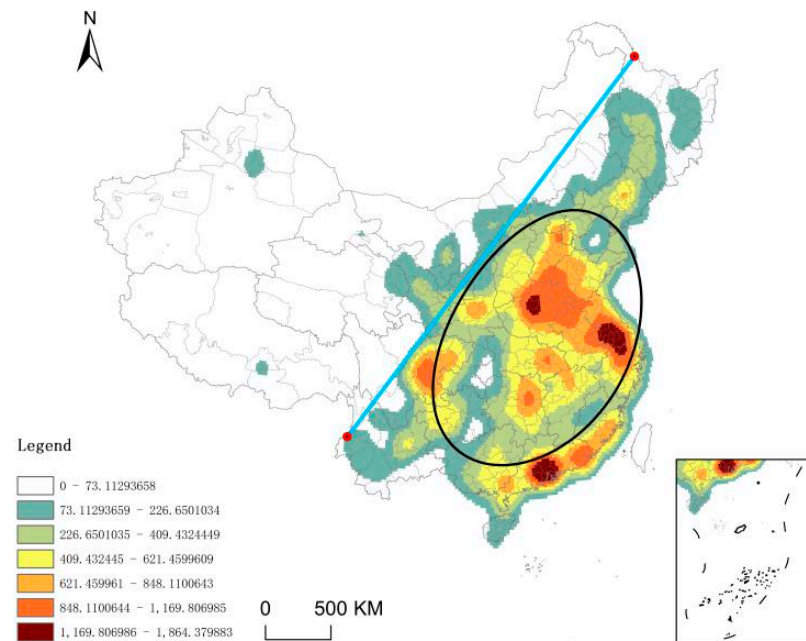 N
Legend
0 - 73.11293658
73.11293659 - 226.6501034
226.6501035 - 409.4324449
409.432445 - 621.4599609
621.459961 - 848.1100643
848.1100644 - 1,169.806985
1,169.806986 - 1,864.379883
0 500 KM